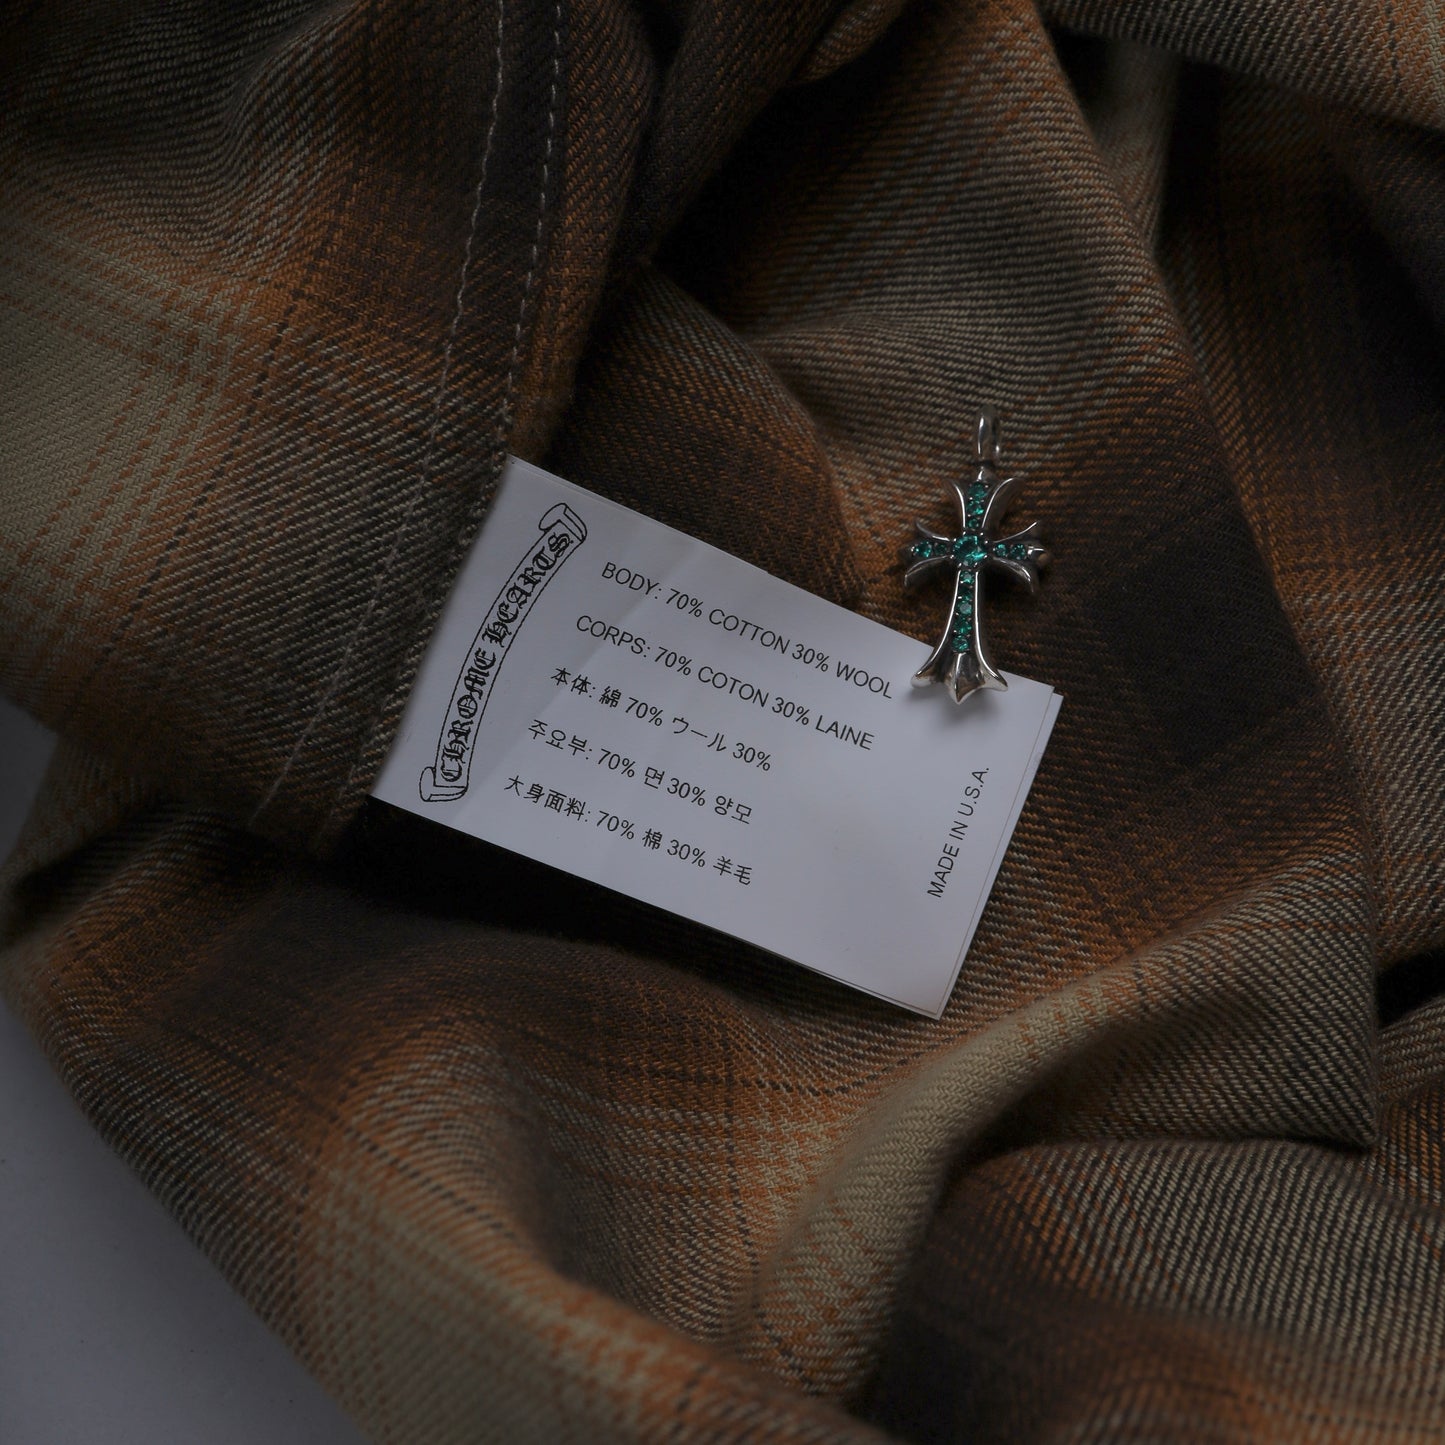 CHROME HEARTS
BODY: 70% COTTON 30% WOOL
CORPS: 70% COTON 30% LAINE
本体: 綿 70% ウール 30%
주요부: 70% 면 30% 양모
大身面料: 70% 棉 30% 羊毛
MADE IN U.S.A.